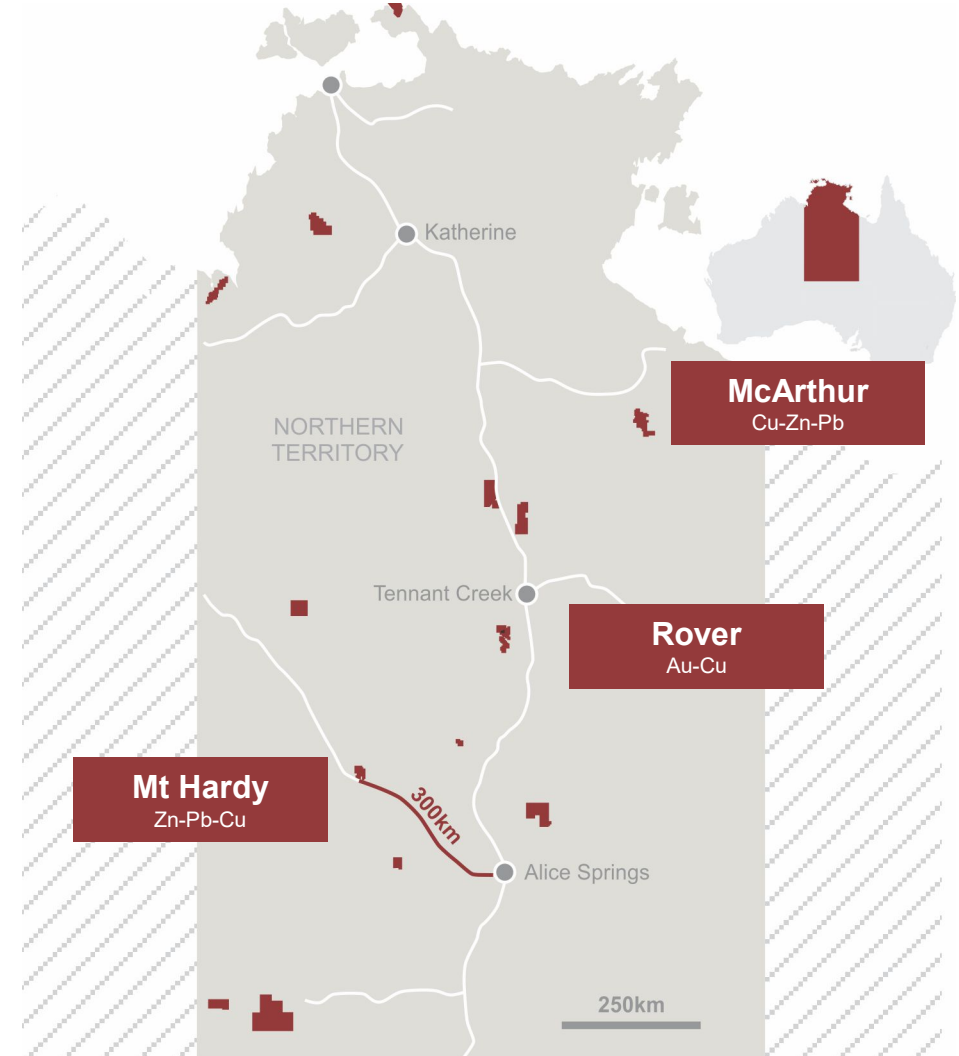 Katherine
McArthur
Cu-Zn-Pb
NORTHERN
TERRITORY
Tennant Creek
Rover
Au-Cu
Mt Hardy
Zn-Pb-Cu
300km
Alice Springs
250km